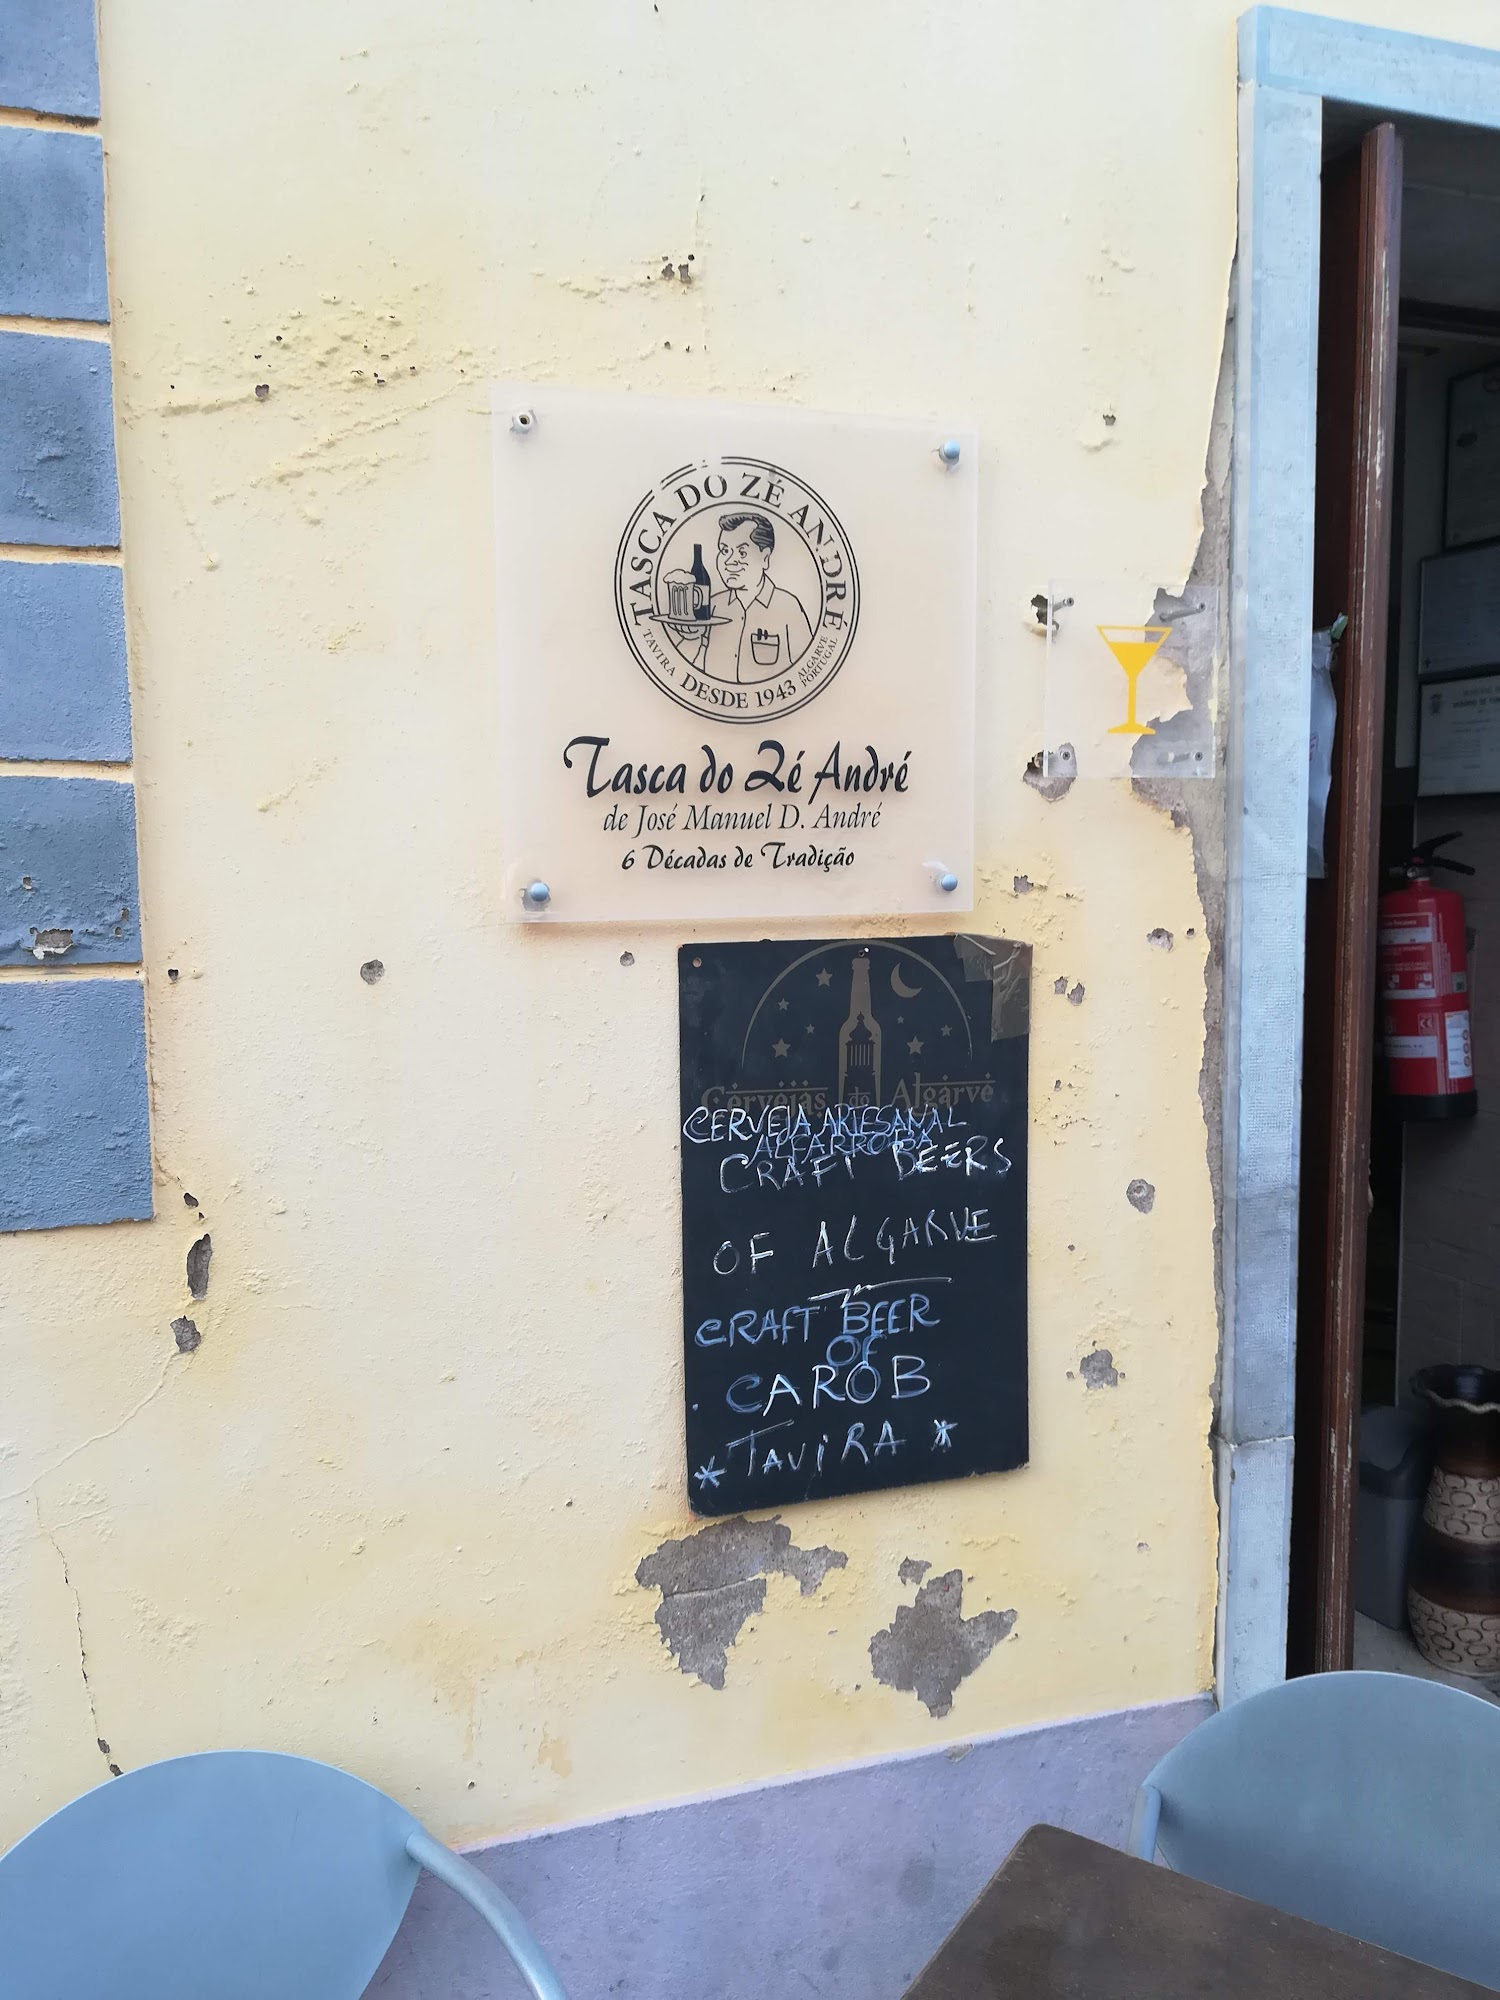 TASCA DO ZÉ ANDRÉ
TAVIRA
DESDE 1943
ALGARVE
PORTUGAL
Tasca do Zé André
de José Manuel D. André
6 Décadas de Tradição
Cervejas do Algarve
CERVEJA ARTESANAL
ALFARROBA
CRAFT BEERS
OF ALGARVE
CRAFT BEER
OF
CAROB
* TAViRA *